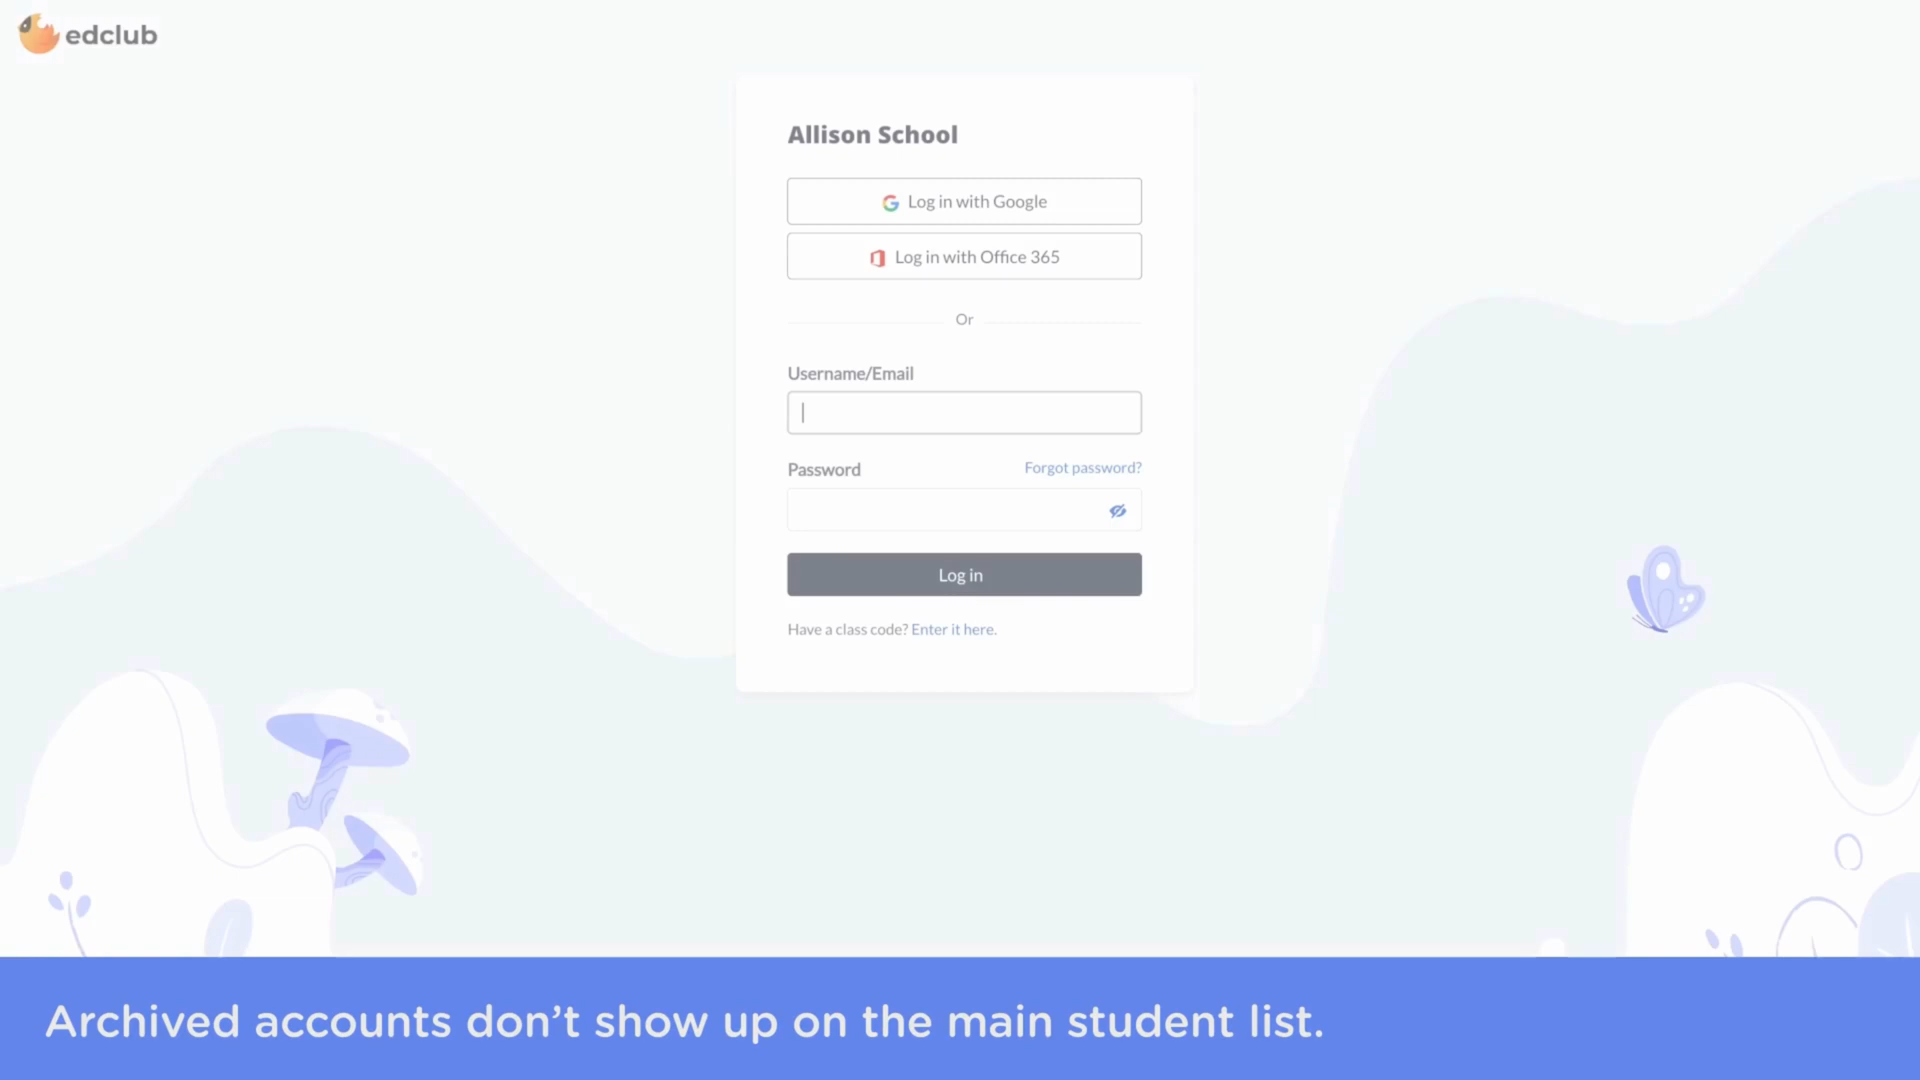 edclub
Allison School
Log in with Google
Log in with Office 365
Or
Username/Email
Password
Forgot password?
Log in
Have a class code? Enter it here.
Archived accounts don’t show up on the main student list.